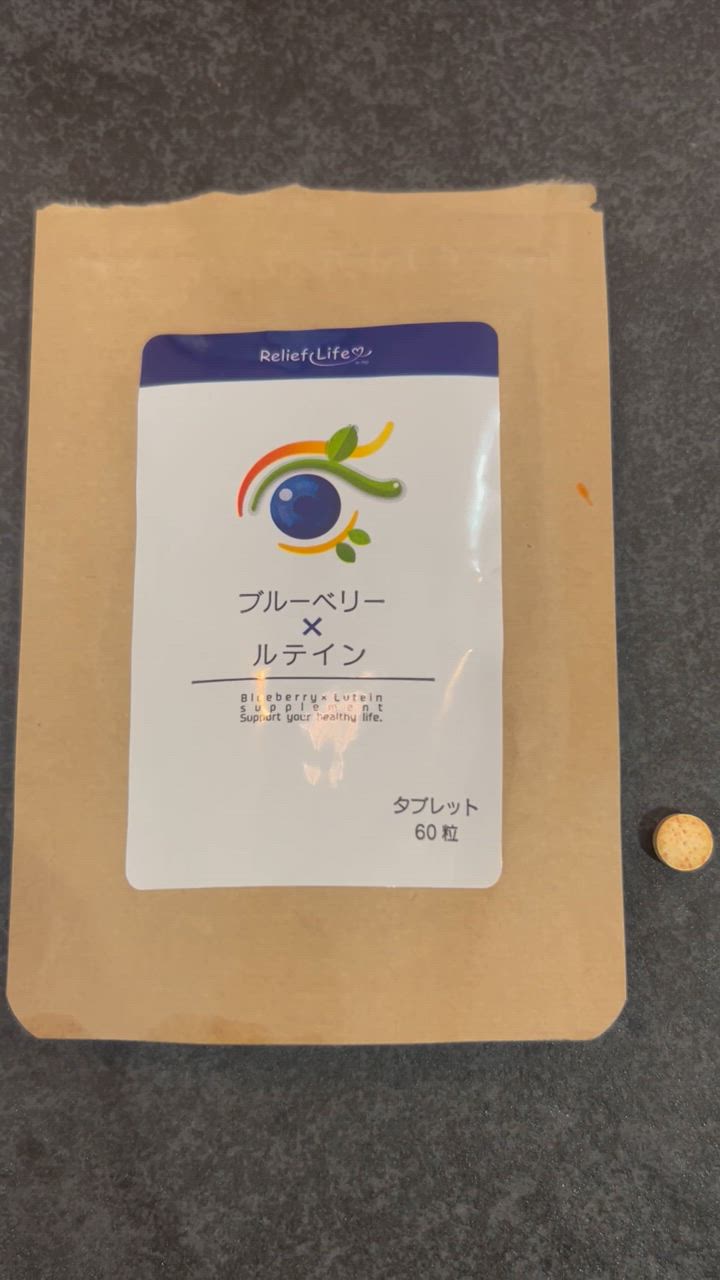 Relief Life
ブルーベリー
×
ルテイン
Blueberry×Lutein
supplement
Support your healthy life.
タブレット
60粒